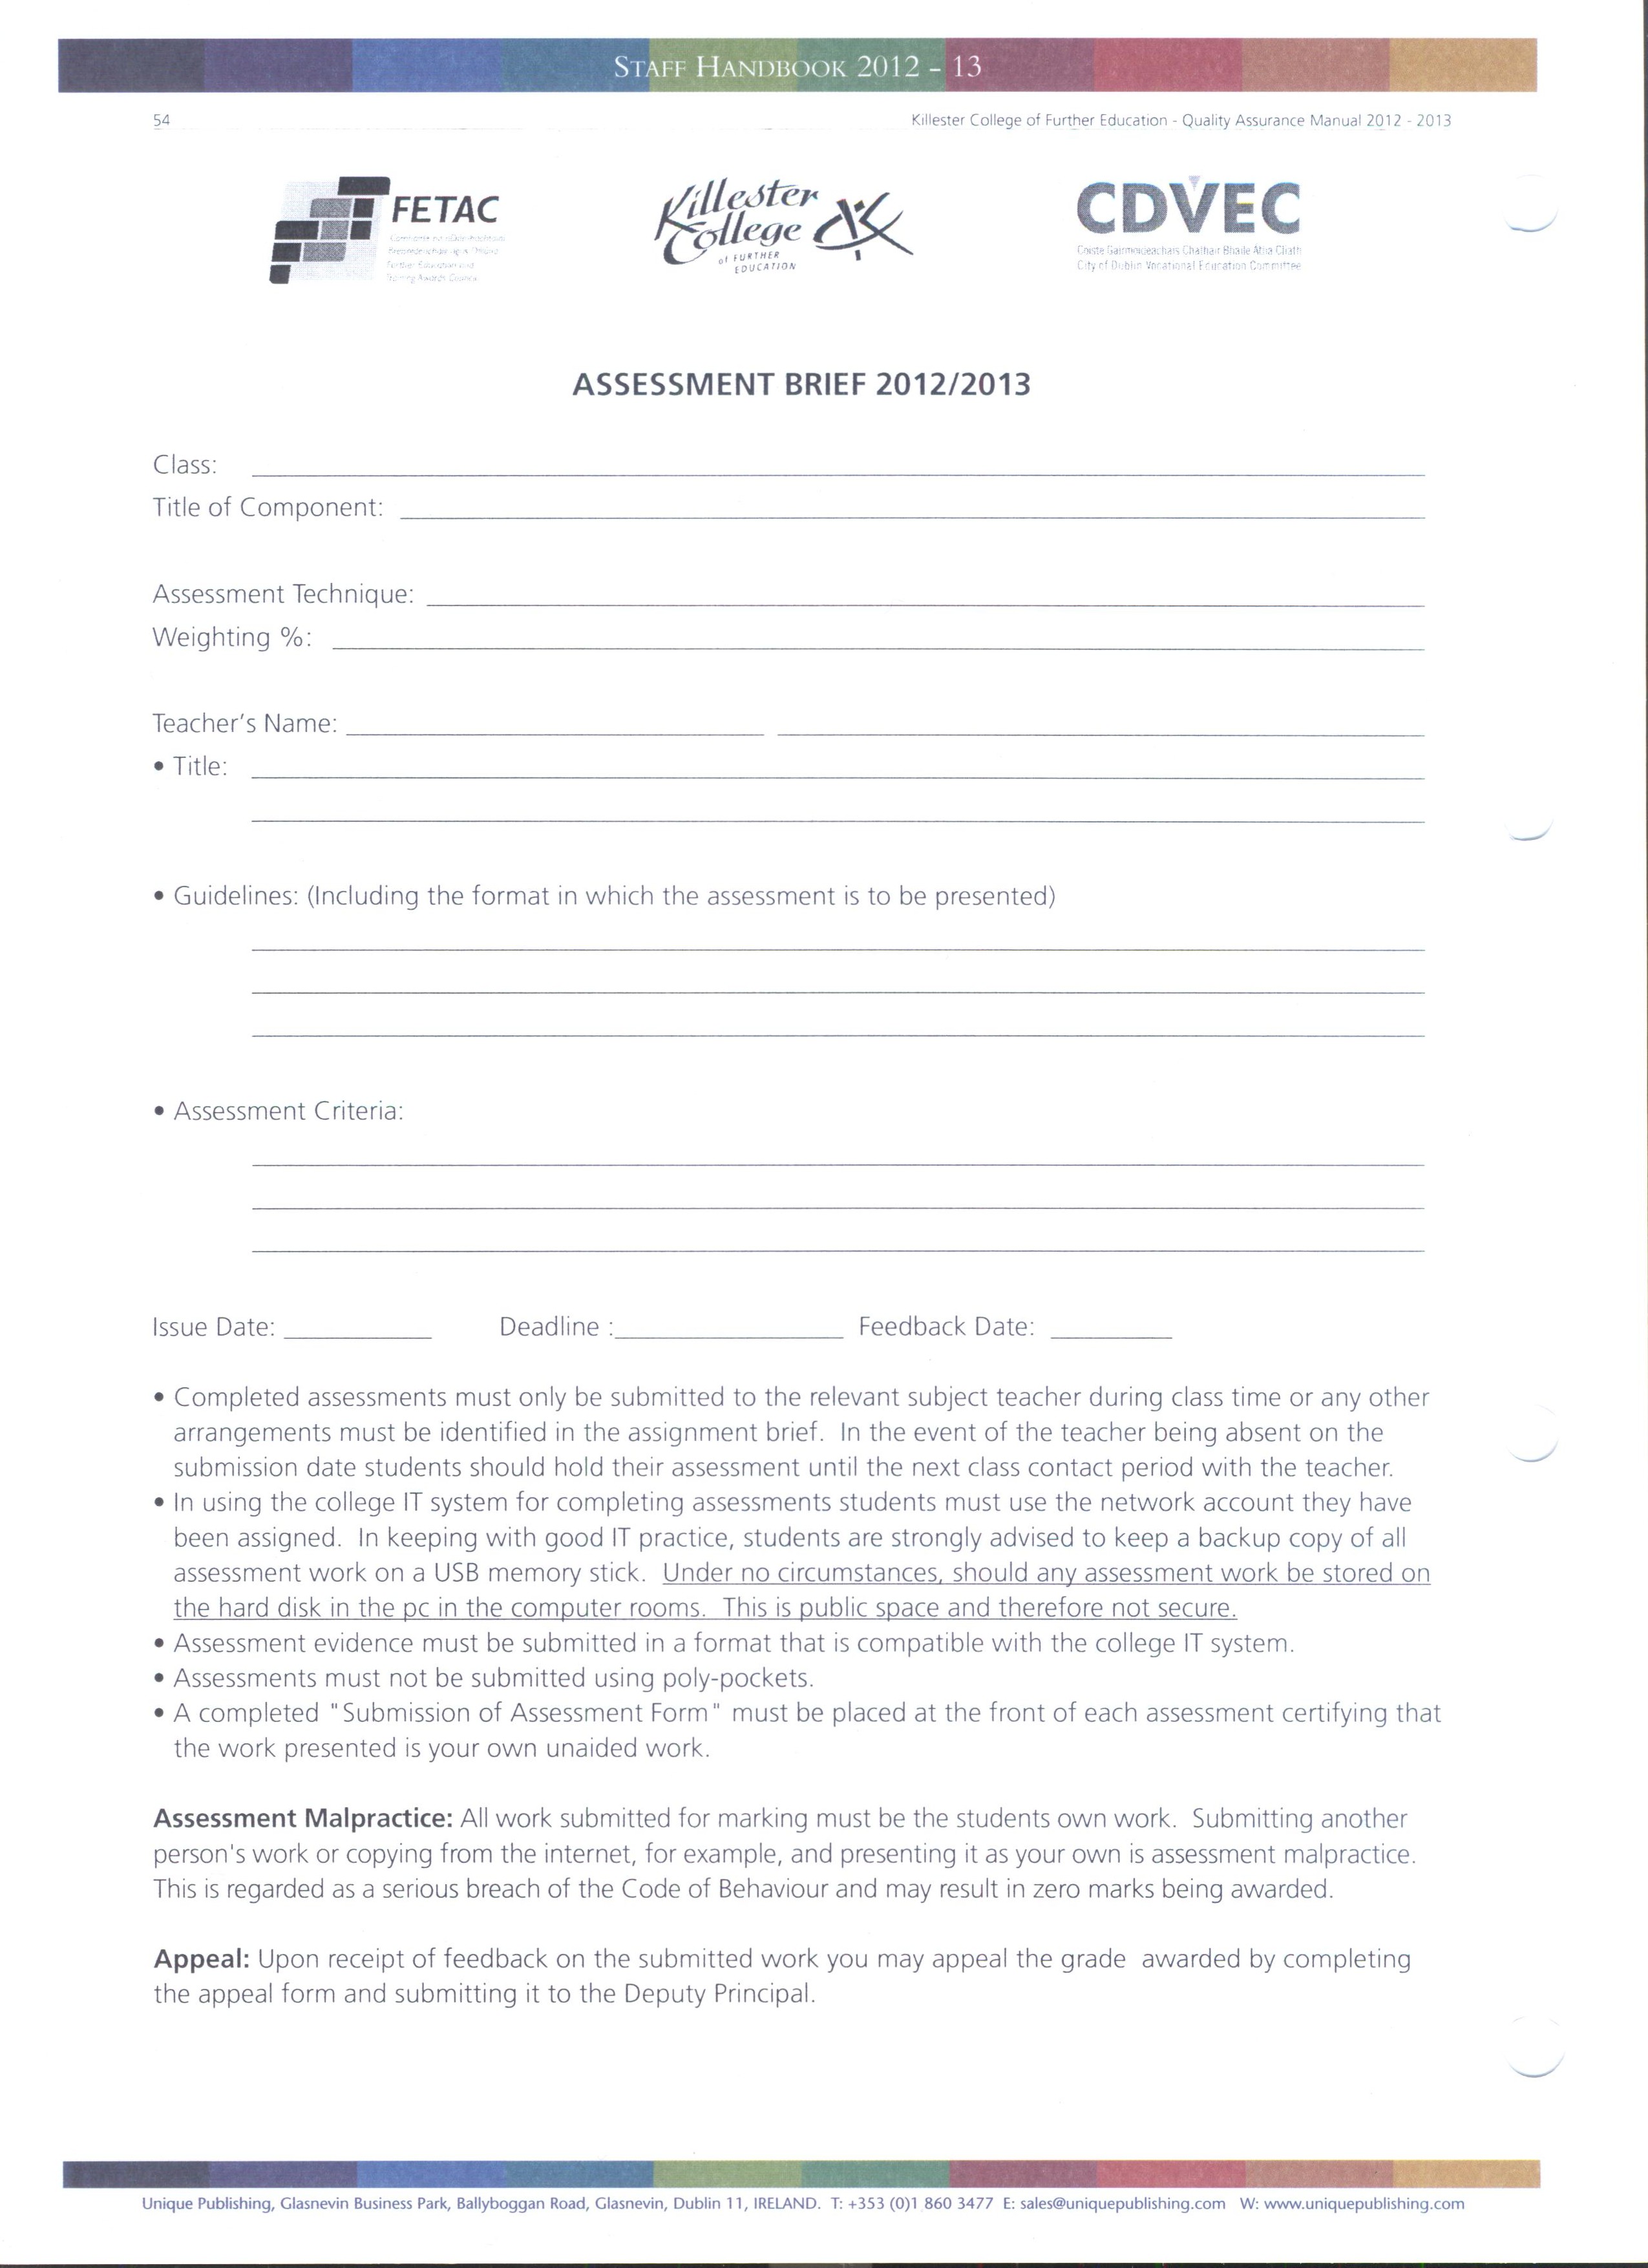 STAFF HANDBOOK 2012 – 13
54
Killester College of Further Education - Quality Assurance Manual 2012 - 2013
FETAC
Further Education and
Training Awards Council
Killester
College
of FURTHER
EDUCATION
CDVEC
Coiste Gairmoideachais Chathair Bhaile Átha Cliath
City of Dublin Vocational Education Committee
ASSESSMENT BRIEF 2012/2013
Class:
Title of Component:
Assessment Technique:
Weighting %:
Teacher's Name:
• Title:
• Guidelines: (Including the format in which the assessment is to be presented)
• Assessment Criteria:
Issue Date: Deadline : Feedback Date:
• Completed assessments must only be submitted to the relevant subject teacher during class time or any other
arrangements must be identified in the assignment brief. In the event of the teacher being absent on the
submission date students should hold their assessment until the next class contact period with the teacher.
• In using the college IT system for completing assessments students must use the network account they have
been assigned. In keeping with good IT practice, students are strongly advised to keep a backup copy of all
assessment work on a USB memory stick. Under no circumstances, should any assessment work be stored on
the hard disk in the pc in the computer rooms. This is public space and therefore not secure.
• Assessment evidence must be submitted in a format that is compatible with the college IT system.
• Assessments must not be submitted using poly-pockets.
• A completed "Submission of Assessment Form" must be placed at the front of each assessment certifying that
the work presented is your own unaided work.
Assessment Malpractice: All work submitted for marking must be the students own work. Submitting another
person's work or copying from the internet, for example, and presenting it as your own is assessment malpractice.
This is regarded as a serious breach of the Code of Behaviour and may result in zero marks being awarded.
Appeal: Upon receipt of feedback on the submitted work you may appeal the grade awarded by completing
the appeal form and submitting it to the Deputy Principal.
Unique Publishing, Glasnevin Business Park, Ballyboggan Road, Glasnevin, Dublin 11, IRELAND. T: +353 (0)1 860 3477 E: sales@uniquepublishing.com W: www.uniquepublishing.com